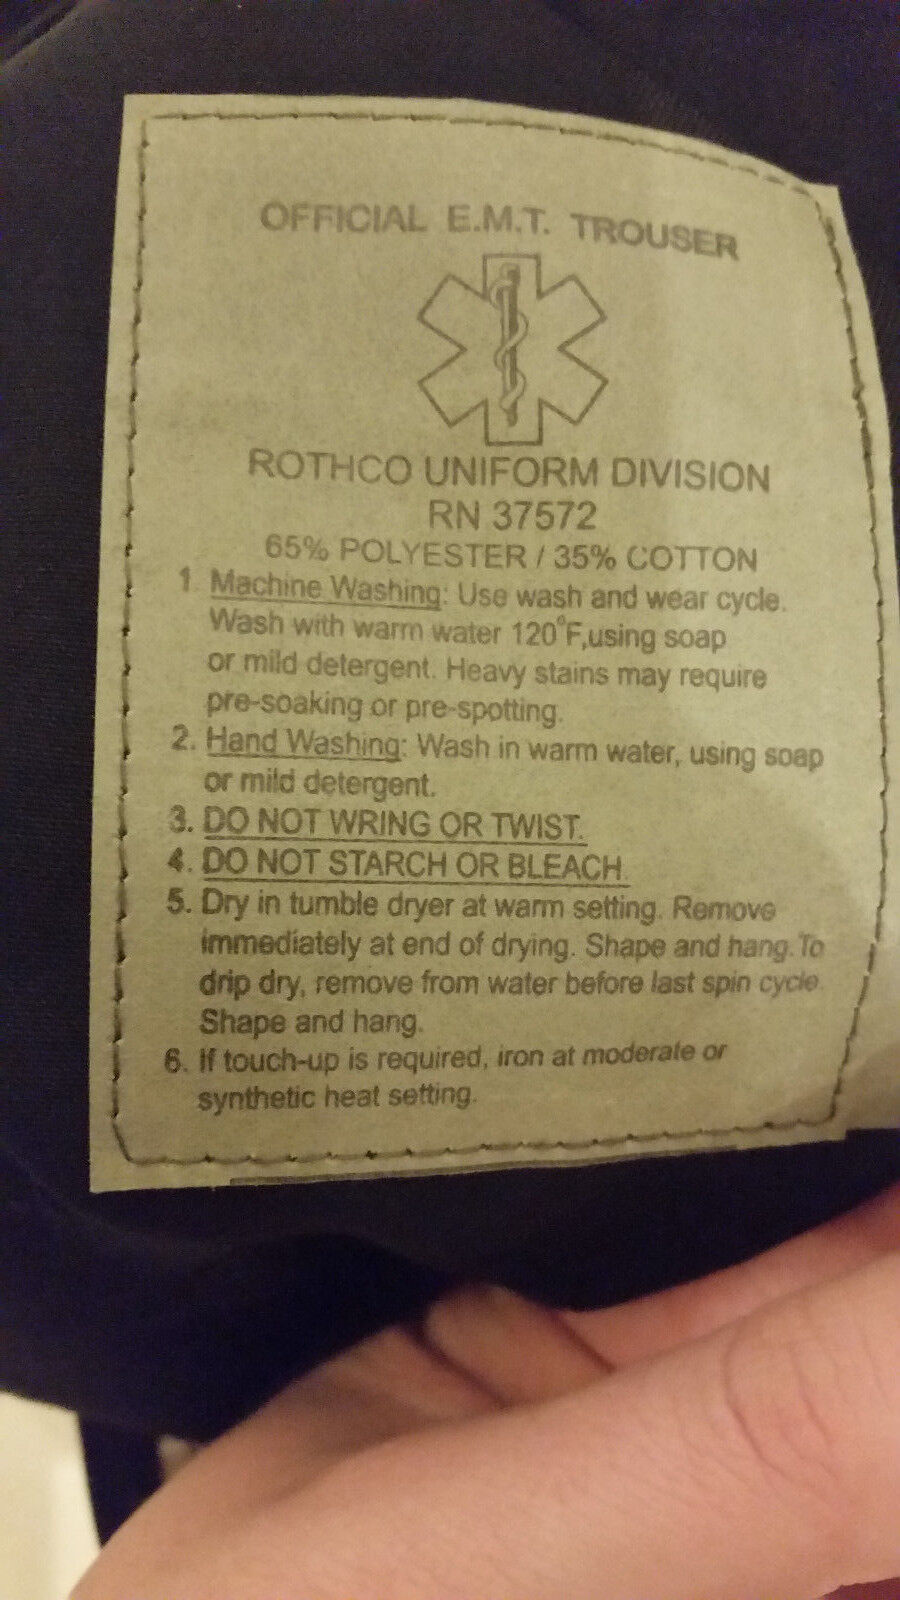 OFFICIAL E.M.T. TROUSER
ROTHCO UNIFORM DIVISION
RN 37572
65% POLYESTER / 35% COTTON
1. Machine Washing: Use wash and wear cycle.
Wash with warm water 120°F,using soap
or mild detergent. Heavy stains may require
pre-soaking or pre-spotting.
2. Hand Washing: Wash in warm water, using soap
or mild detergent.
3. DO NOT WRING OR TWIST.
4. DO NOT STARCH OR BLEACH.
5. Dry in tumble dryer at warm setting. Remove
immediately at end of drying. Shape and hang. To
drip dry, remove from water before last spin cycle.
Shape and hang.
6. If touch-up is required, iron at moderate or
synthetic heat setting.